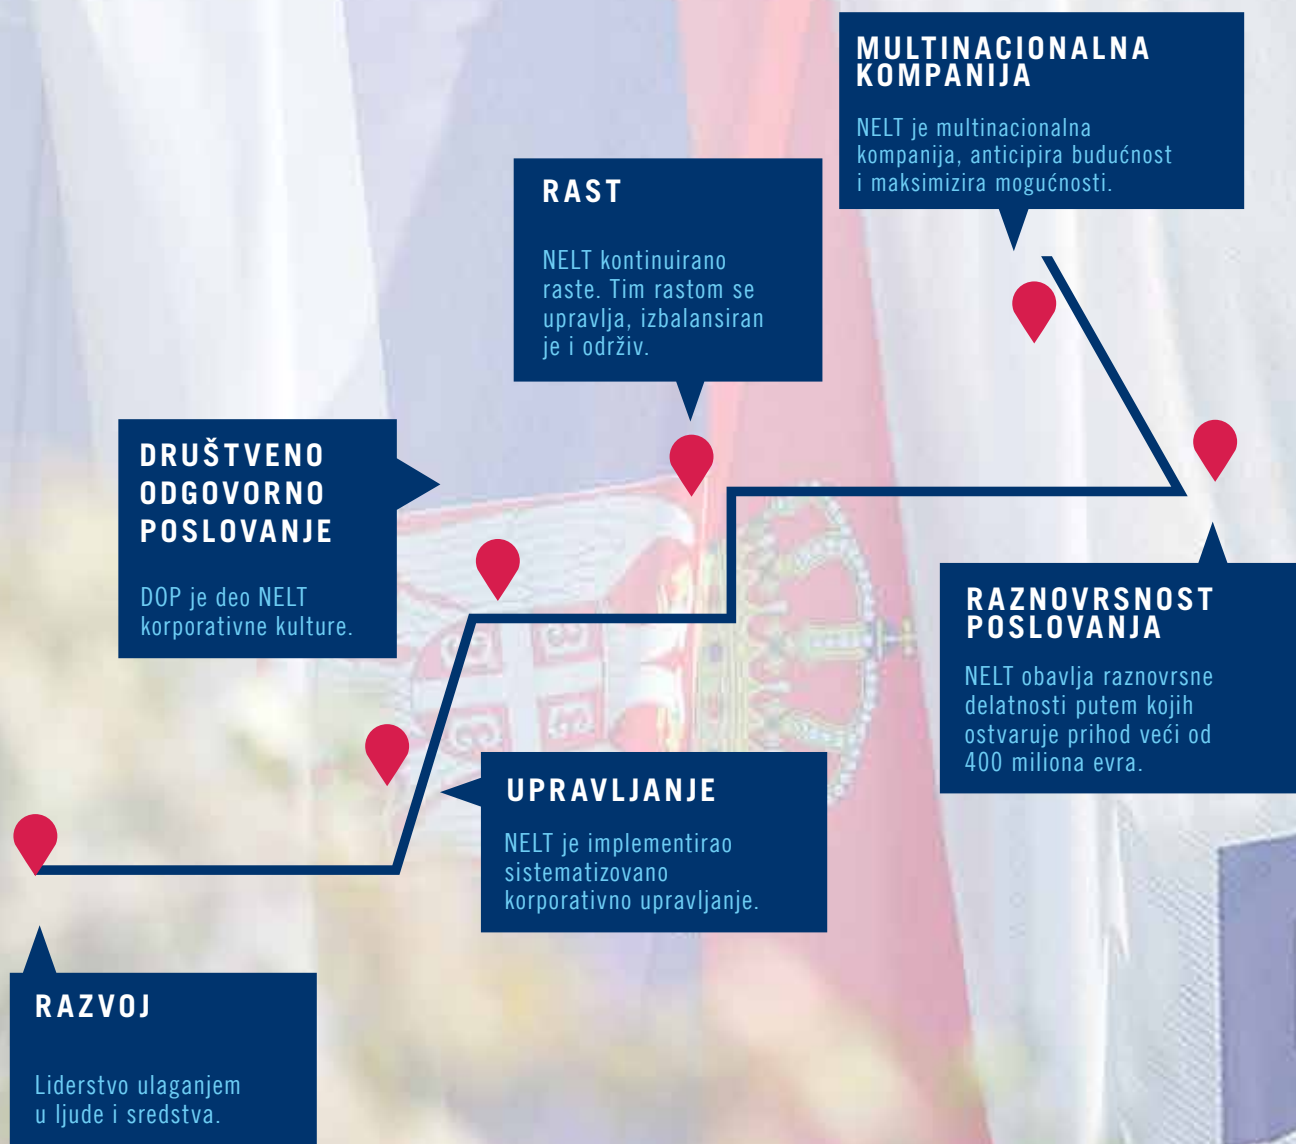 MULTINACIONALNA
KOMPANIJA
NELT je multinacionalna
kompanija, anticipira budućnost
i maksimizira mogućnosti.
RAST
NELT kontinuirano
raste. Tim rastom se
upravlja, izbalansiran
je i održiv.
DRUŠTVENO
ODGOVORNO
POSLOVANJE
DOP je deo NELT
korporativne kulture.
RAZNOVRSNOST
POSLOVANJA
NELT obavlja raznovrsne
delatnosti putem kojih
ostvaruje prihod veći od
400 miliona evra.
UPRAVLJANJE
NELT je implementirao
sistematizovano
korporativno upravljanje.
RAZVOJ
Liderstvo ulaganjem
u ljude i sredstva.